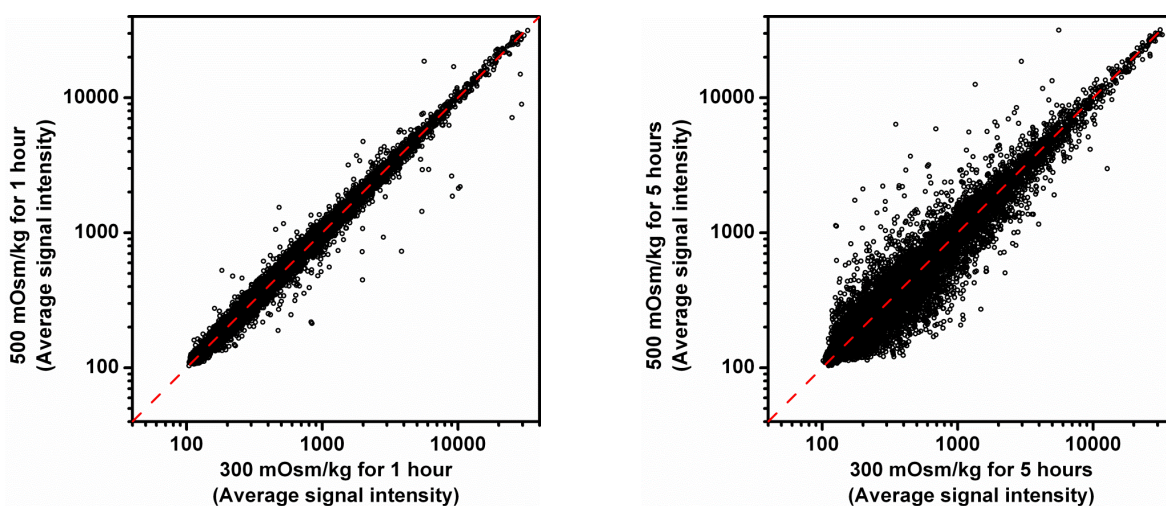 500 mOsm/kg for 1 hour
(Average signal intensity)
10000
1000
100
100
1000
10000
300 mOsm/kg for 1 hour
(Average signal intensity)
500 mOsm/kg for 5 hours
(Average signal intensity)
10000
1000
100
100
1000
10000
300 mOsm/kg for 5 hours
(Average signal intensity)